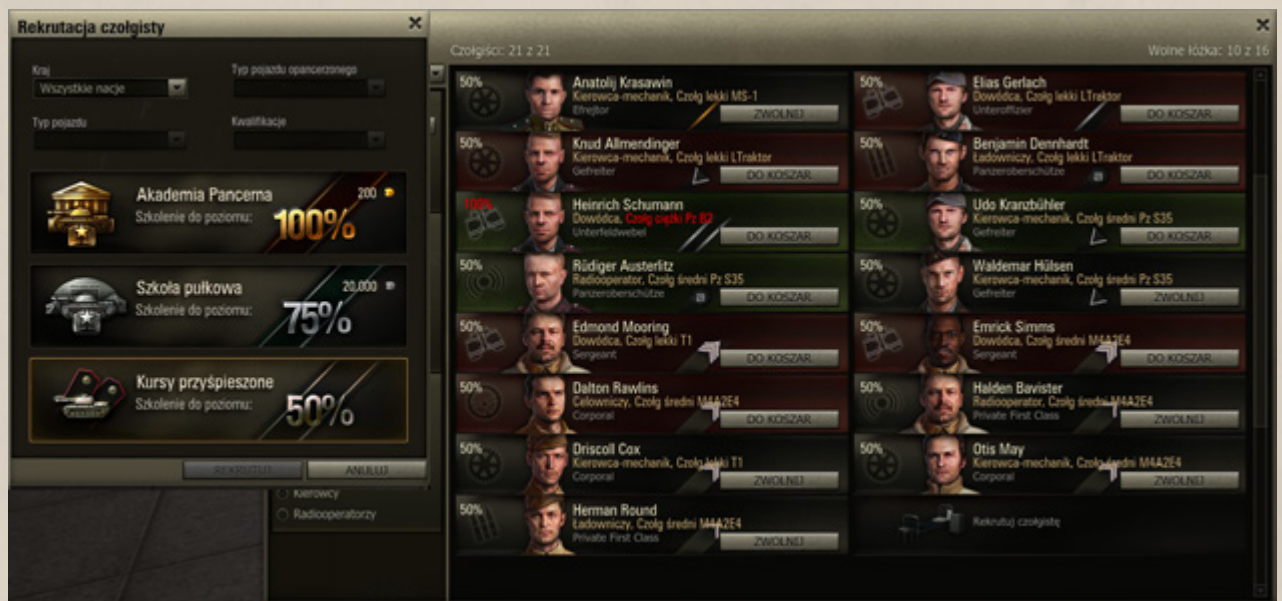 Rekrutacja czołgisty
Kraj
Typ pojazdu opancerzonego
Wszystkie nacje
Typ pojazdu
Kwalifikacje
Akademia Pancerna
200
Szkolenie do poziomu:
100%
Szkoła pułkowa
20,000
Szkolenie do poziomu:
75%
Kursy przyśpieszone
Szkolenie do poziomu:
50%
REKRUTUJ
ANULUJ
Kierowcy
Radiooperatorzy
Czołgiści: 21 z 21
Wolne łóżka: 10 z 16
50%
Anatolij Krasawin
Kierowca-mechanik, Czołg lekki MS-1
Efrejtor
ZWOLNIJ
50%
Elias Gerlach
Dowódca, Czołg lekki LTraktor
Unteroffizier
DO KOSZAR
50%
Knud Allmendinger
Kierowca-mechanik, Czołg lekki LTraktor
Gefreiter
DO KOSZAR
50%
Benjamin Dennhardt
Ładowniczy, Czołg lekki LTraktor
Panzeroberschütze
DO KOSZAR
100%
Heinrich Schumann
Dowódca, Czołg ciężki Pz B2
Unterfeldwebel
DO KOSZAR
50%
Udo Kranzbühler
Kierowca-mechanik, Czołg średni Pz S35
Gefreiter
DO KOSZAR
50%
Rüdiger Austerlitz
Radiooperator, Czołg średni Pz S35
Panzeroberschütze
DO KOSZAR
50%
Waldemar Hülsen
Kierowca-mechanik, Czołg średni Pz S35
Gefreiter
ZWOLNIJ
50%
Edmond Mooring
Dowódca, Czołg lekki T1
Sergeant
DO KOSZAR
50%
Emrick Simms
Dowódca, Czołg średni M4A2E4
Sergeant
DO KOSZAR
50%
Dalton Rawlins
Celowniczy, Czołg średni M4A2E4
Corporal
DO KOSZAR
50%
Halden Bavister
Radiooperator, Czołg średni M4A2E4
Private First Class
ZWOLNIJ
50%
Driscoll Cox
Kierowca-mechanik, Czołg lekki T1
Corporal
ZWOLNIJ
50%
Otis May
Kierowca-mechanik, Czołg średni M4A2E4
Corporal
ZWOLNIJ
50%
Herman Round
Ładowniczy, Czołg średni M4A2E4
Private First Class
ZWOLNIJ
Rekrutuj czołgistę